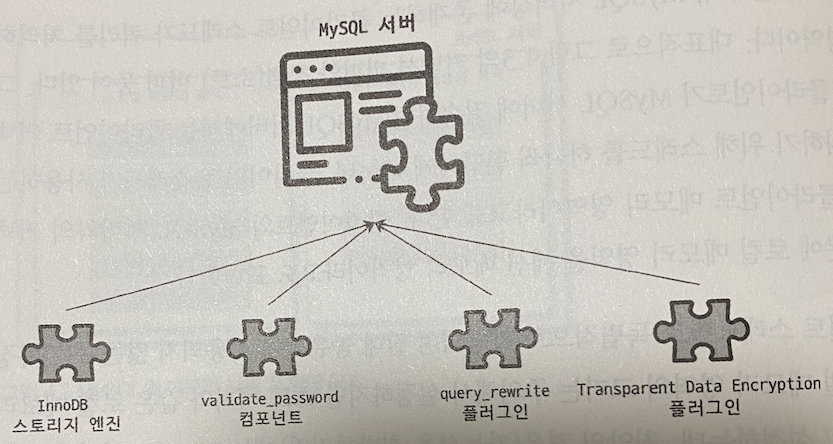 MySQL 서버
InnoDB
스토리지 엔진
validate_password
컴포넌트
query_rewrite
플러그인
Transparent Data Encryption
플러그인